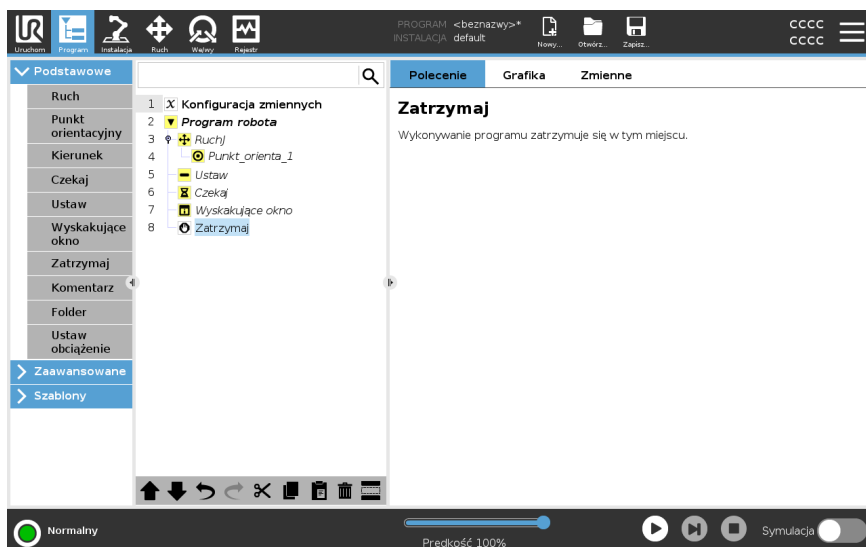 UR
PROGRAM <beznazwy>*
INSTALACJA default
CCCC
CCCC
Uruchom Program Instalacja Ruch We/wy Rejestr Nowy... Otwórz... Zapisz...
Podstawowe
Ruch
Punkt
orientacyjny
Kierunek
Czekaj
Ustaw
Wyskakujące
okno
Zatrzymaj
Komentarz
Folder
Ustaw
obciążenie
Zaawansowane
Szablony
1 X Konfiguracja zmiennych
2 Program robota
3 RuchJ
4 Punkt_orienta_1
5 Ustaw
6 Czekaj
7 Wyskakujące okno
8 Zatrzymaj
Polecenie Grafika Zmienne
Zatrzymaj
Wykonywanie programu zatrzymuje się w tym miejscu.
Normalny
Prędkość 100%
Symulacja